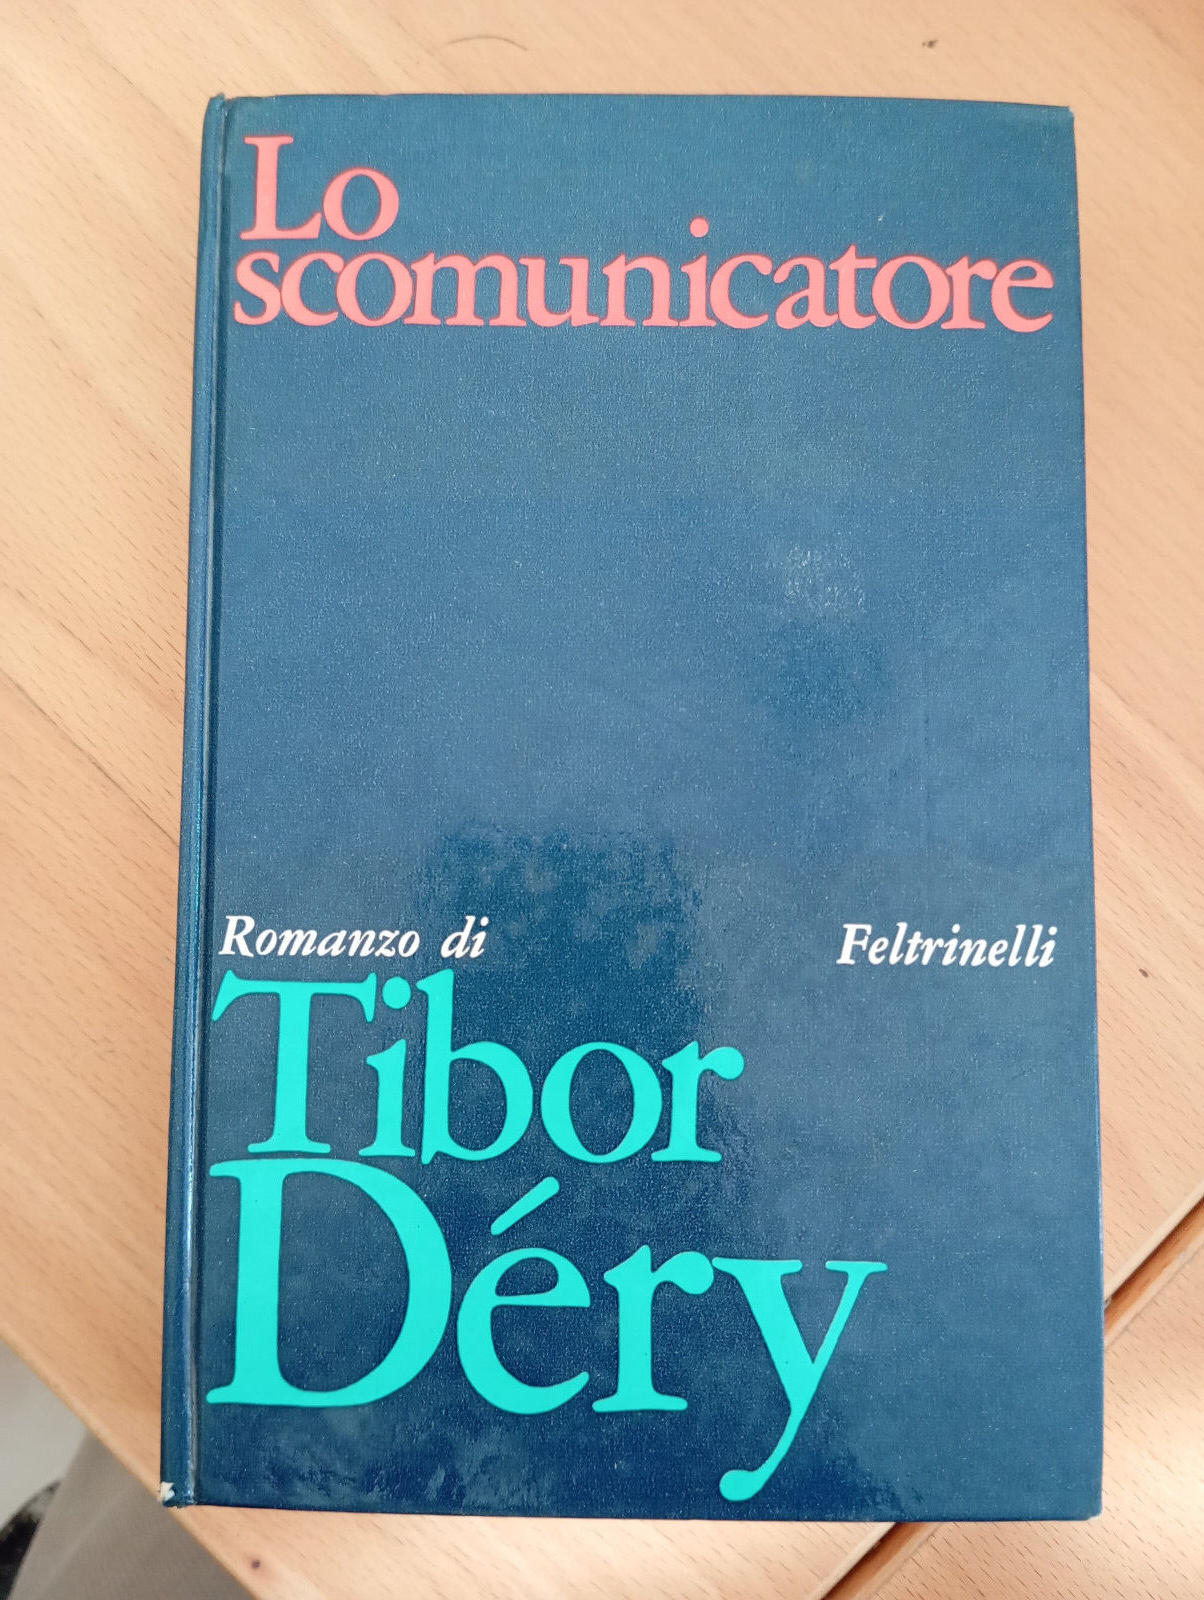 Lo
scomunicatore
Romanzo di
Feltrinelli
Tibor
Déry